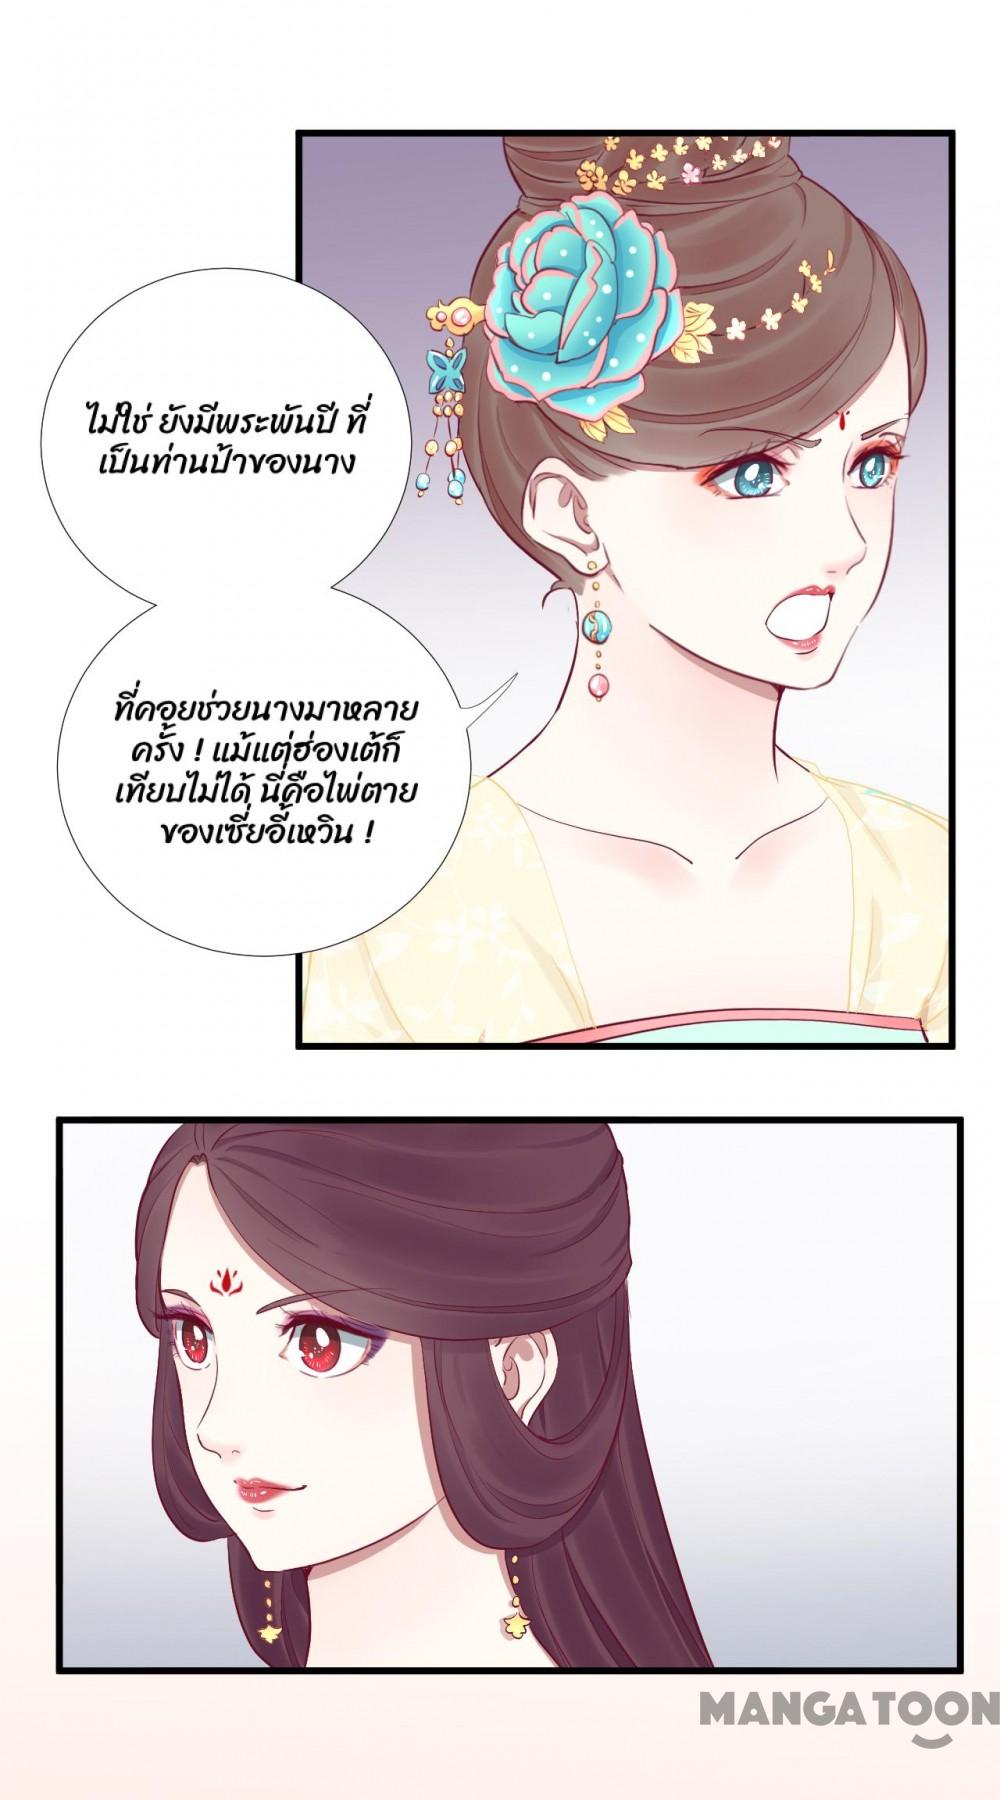 ไม่ใช่ ยังมีพระพันปี ที่
เป็นท่านป้าของนาง
ที่คอยช่วยนางมาหลาย
ครั้ง ! แม้แต่ฮ่องเต้ก็
เทียบไม่ได้ นี่คือไพ่ตาย
ของเซี่ยอี้เหวิน !
MANGATOON